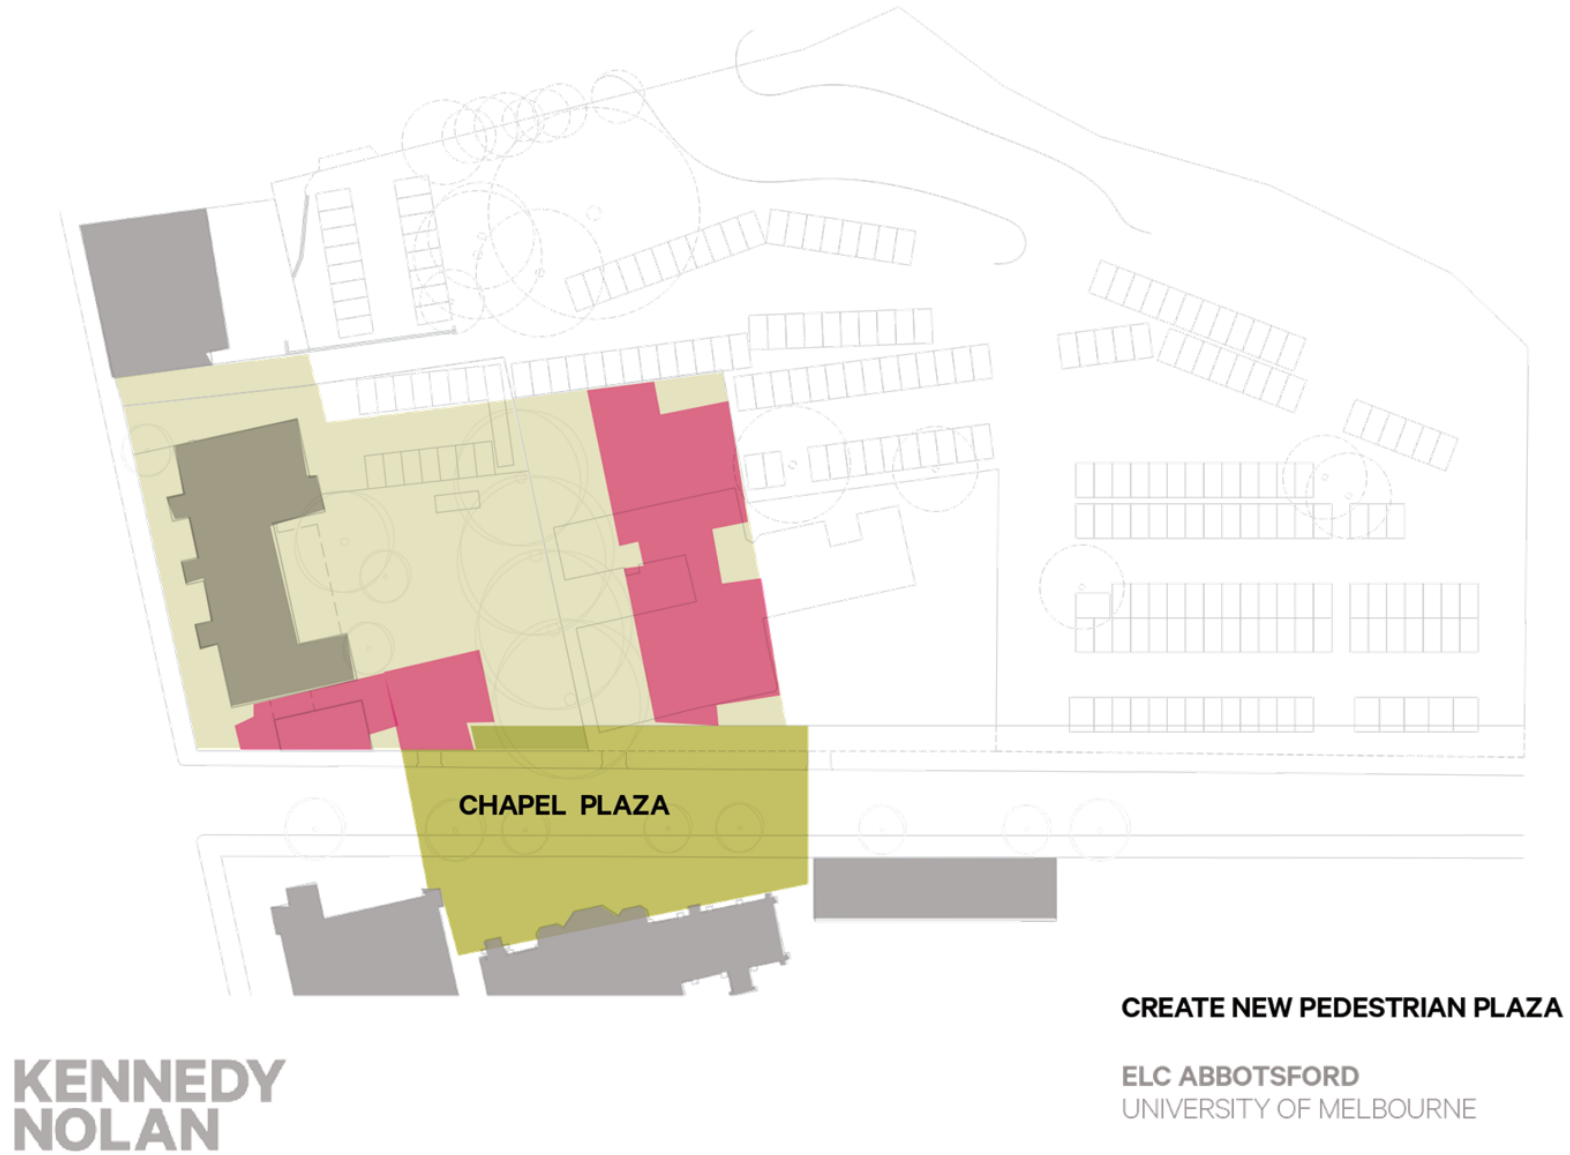 CHAPEL PLAZA
CREATE NEW PEDESTRIAN PLAZA
KENNEDY
NOLAN
ELC ABBOTSFORD
UNIVERSITY OF MELBOURNE